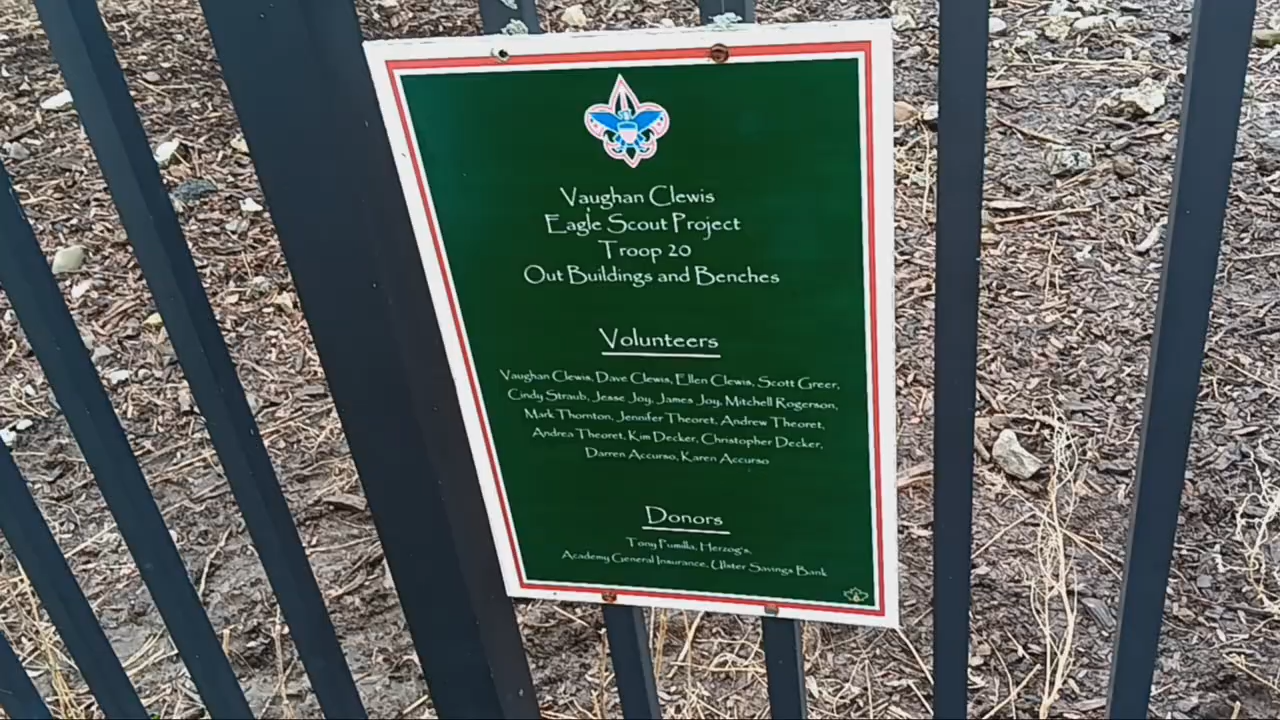 Vaughan Clewis
Eagle Scout Project
Troop 20
Out Buildings and Benches
Volunteers
Vaughan Clewis, Dave Clewis, Ellen Clewis, Scott Greer,
Cindy Straub, Jesse Joy, James Joy, Mitchell Rogerson,
Mark Thornton, Jennifer Theoret, Andrew Theoret,
Andrea Theoret, Kim Decker, Christopher Decker,
Darren Accurso, Karen Accurso
Donors
Tony Pumilla, Herzog's,
Academy General Insurance, Ulster Savings Bank